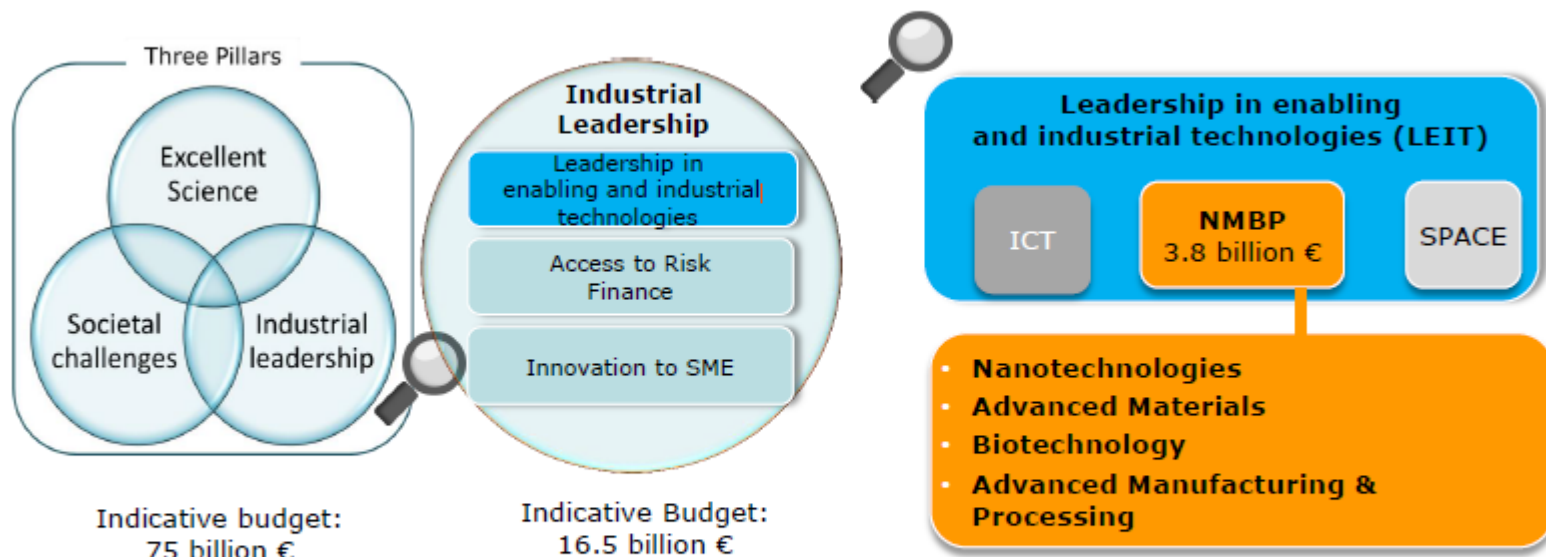 Three Pillars
Excellent
Science
Societal
challenges
Industrial
leadership
Indicative budget:
75 billion €
Industrial
Leadership
Leadership in
enabling and industrial
technologies
Access to Risk
Finance
Innovation to SME
Indicative Budget:
16.5 billion €
Leadership in enabling
and industrial technologies (LEIT)
ICT
NMBP
3.8 billion €
SPACE
• Nanotechnologies
• Advanced Materials
• Biotechnology
• Advanced Manufacturing &
Processing